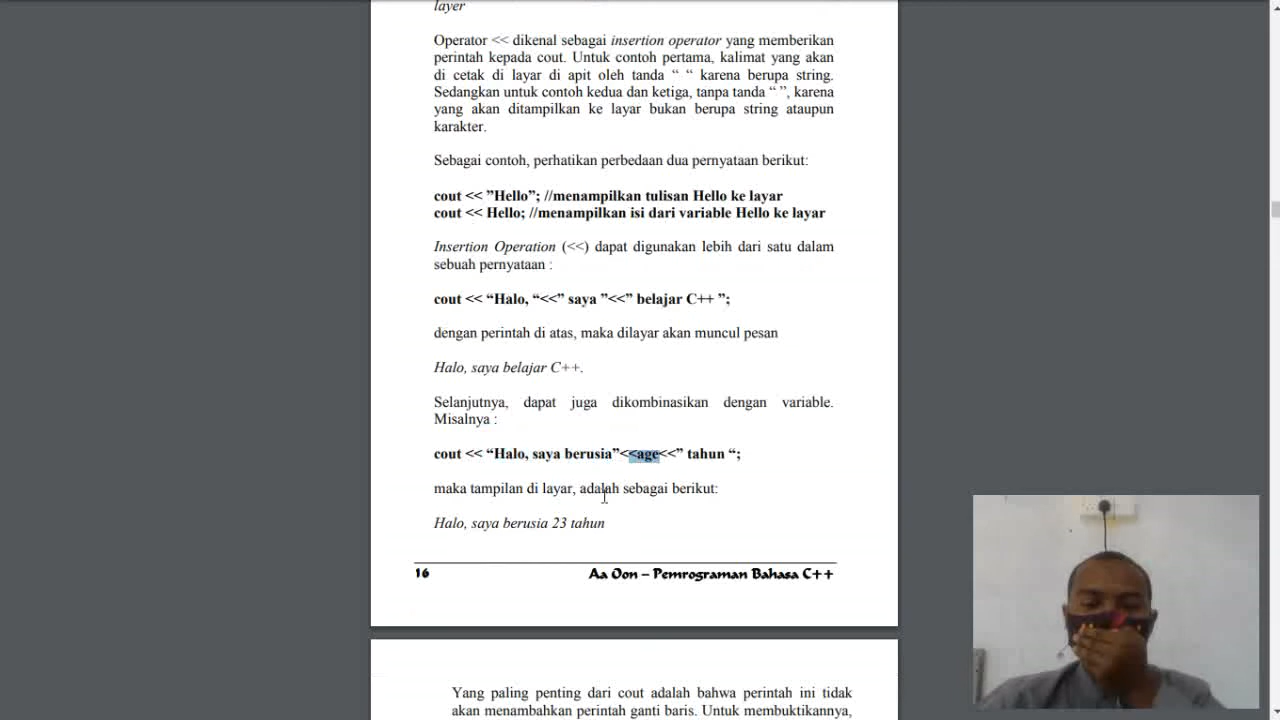 layer
Operator << dikenal sebagai insertion operator yang memberikan
perintah kepada cout. Untuk contoh pertama, kalimat yang akan
di cetak di layar di apit oleh tanda “ “ karena berupa string.
Sedangkan untuk contoh kedua dan ketiga, tanpa tanda “ ”, karena
yang akan ditampilkan ke layar bukan berupa string ataupun
karakter.
Sebagai contoh, perhatikan perbedaan dua pernyataan berikut:
cout << ”Hello”; //menampilkan tulisan Hello ke layar
cout << Hello; //menampilkan isi dari variable Hello ke layar
Insertion Operation (<<) dapat digunakan lebih dari satu dalam
sebuah pernyataan :
cout << “Halo, “<<” saya ”<<” belajar C++ ”;
dengan perintah di atas, maka dilayar akan muncul pesan
Halo, saya belajar C++.
Selanjutnya, dapat juga dikombinasikan dengan variable.
Misalnya :
cout << “Halo, saya berusia”<<age<<” tahun “;
maka tampilan di layar, adalah sebagai berikut:
Halo, saya berusia 23 tahun
16 Aa Oon – Pemrograman Bahasa C++
Yang paling penting dari cout adalah bahwa perintah ini tidak
akan menambahkan perintah ganti baris. Untuk membuktikannya,